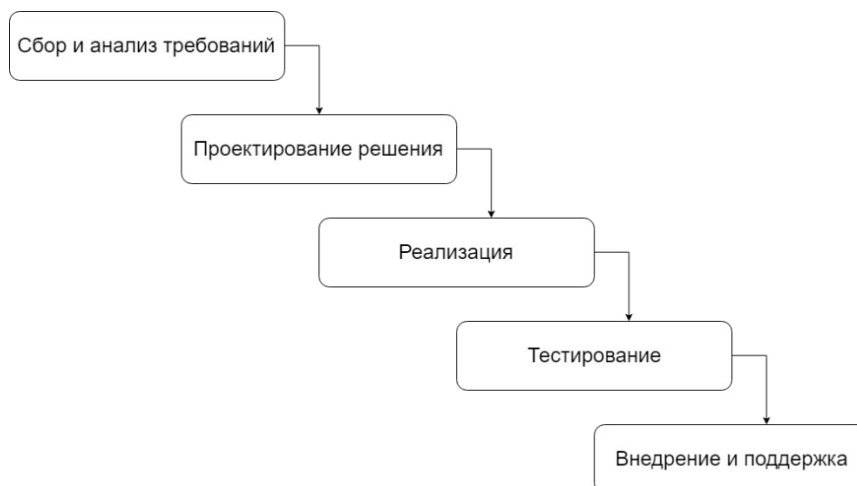 Сбор и анализ требований
Проектирование решения
Реализация
Тестирование
Внедрение и поддержка